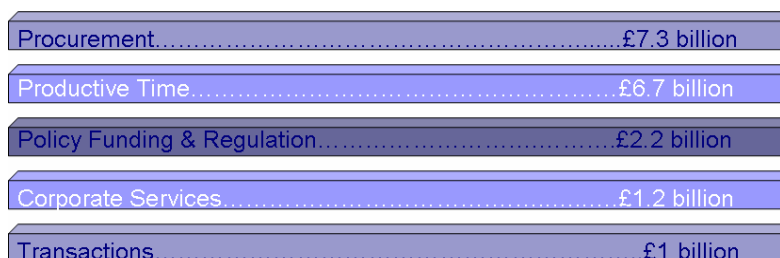 Procurement……………………………………………......£7.3 billion
Productive Time……………………………………………£6.7 billion
Policy Funding & Regulation…………………….……….£2.2 billion
Corporate Services……………………………….………£1.2 billion
Transactions……………………………………………...£1 billion